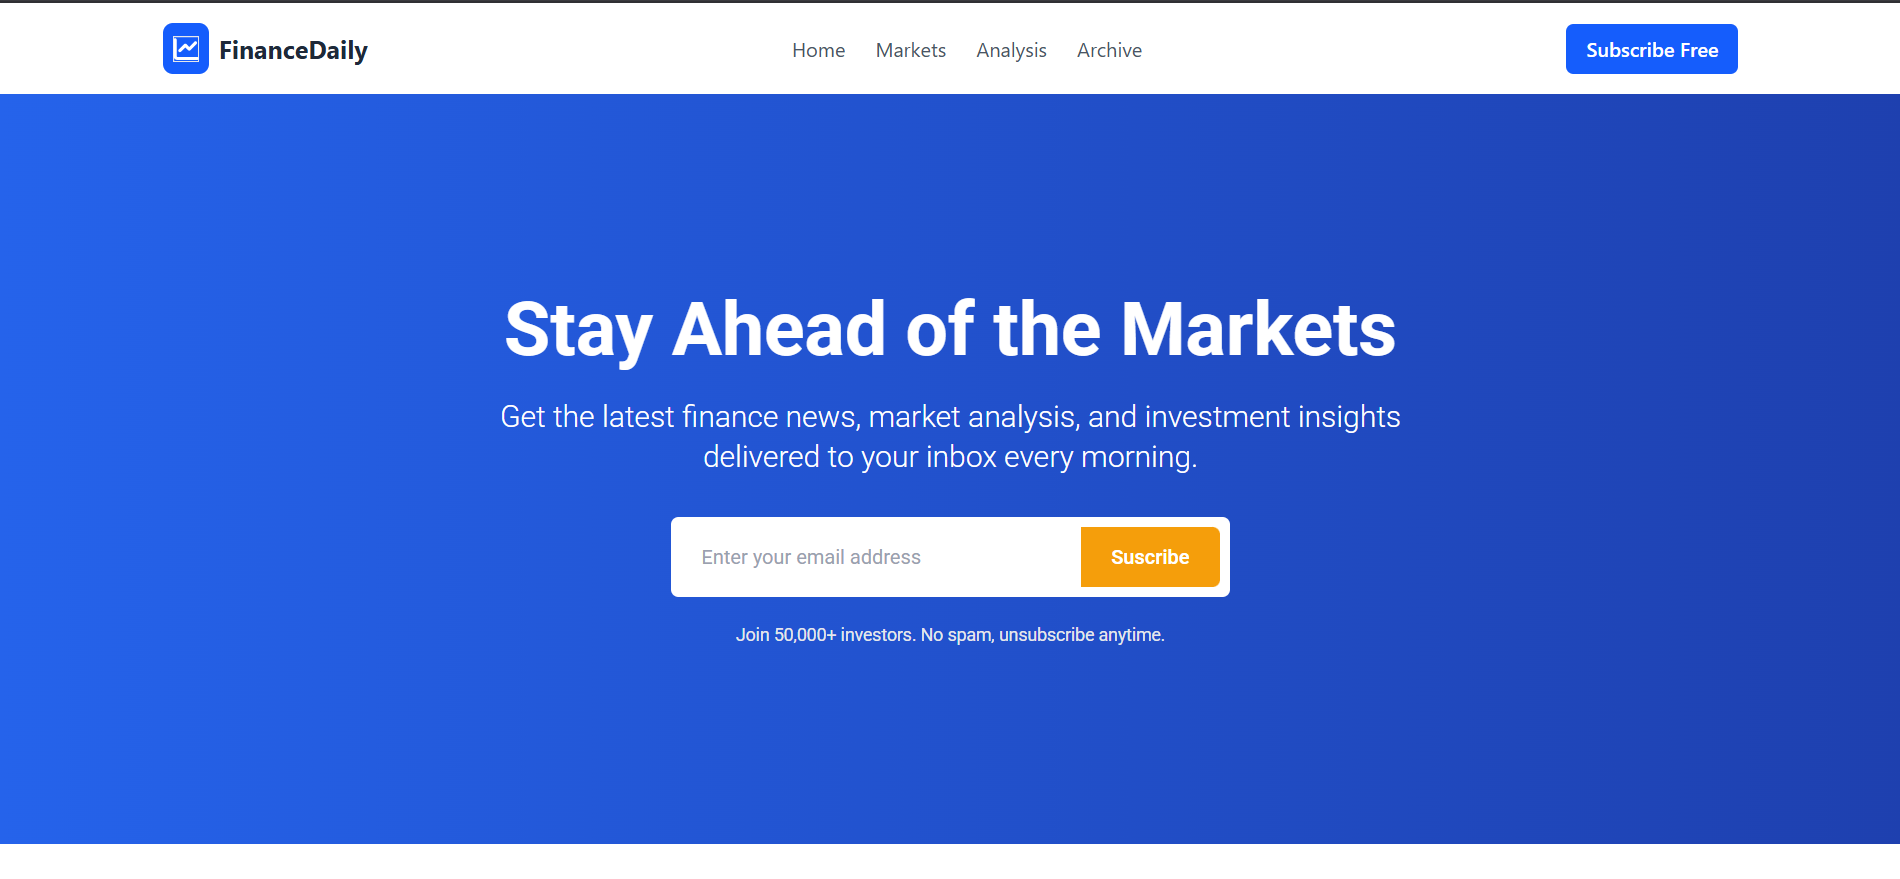 FinanceDaily
Home Markets Analysis Archive
Subscribe Free
Stay Ahead of the Markets
Get the latest finance news, market analysis, and investment insights
delivered to your inbox every morning.
Enter your email address
Suscribe
Join 50,000+ investors. No spam, unsubscribe anytime.